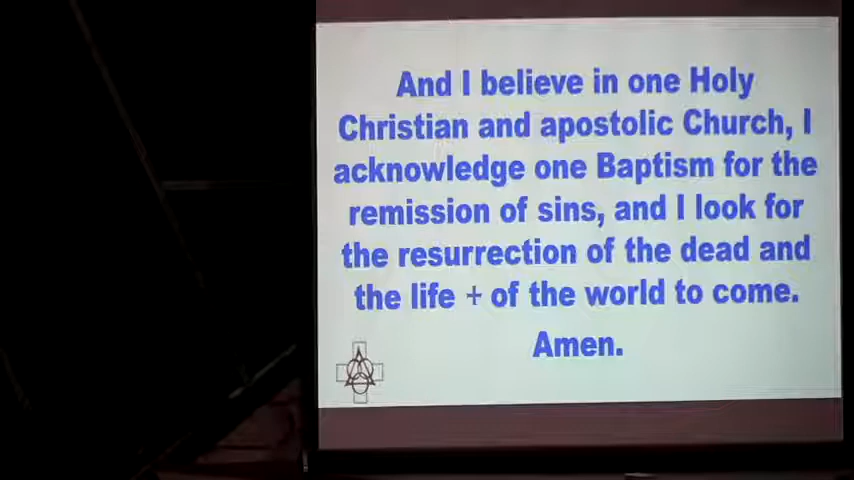 And I believe in one Holy
Christian and apostolic Church, I
acknowledge one Baptism for the
remission of sins, and I look for
the resurrection of the dead and
the life + of the world to come.
Amen.